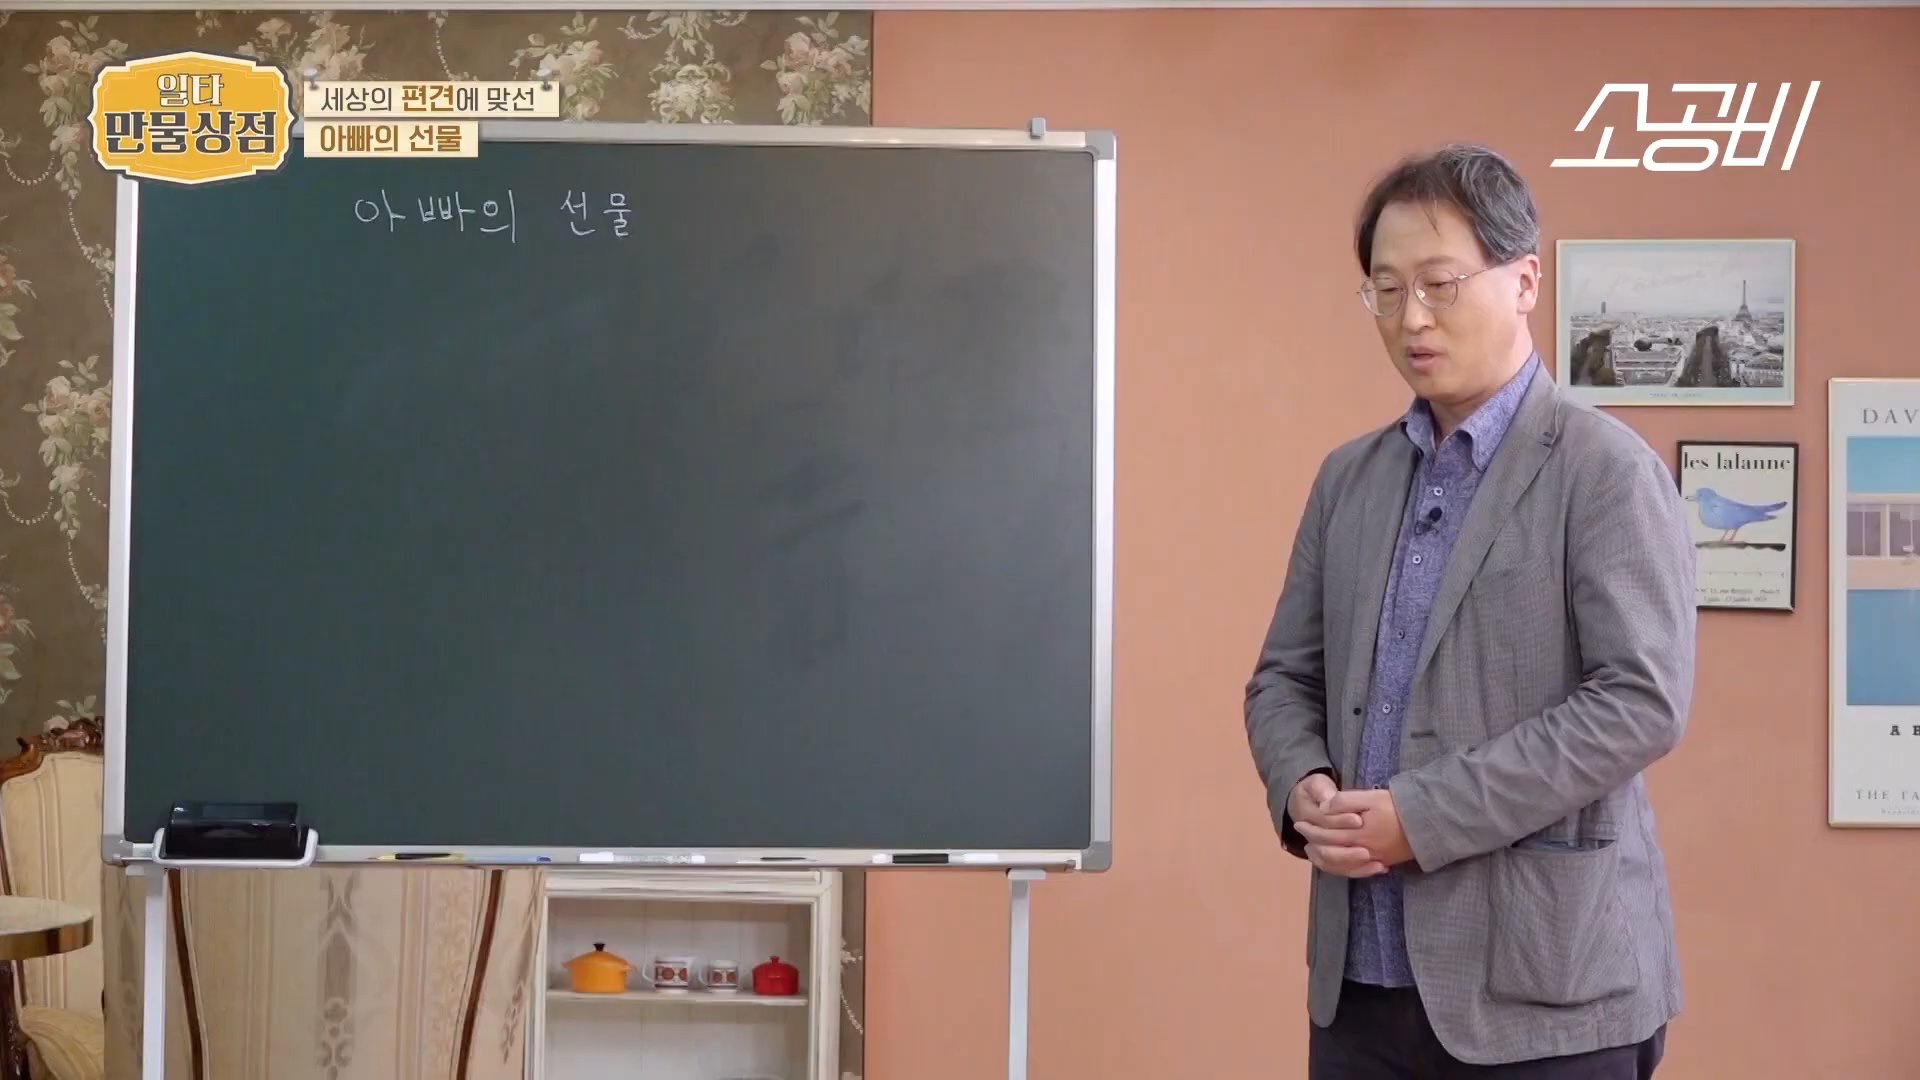 일타
만물상점
세상의 편견에 맞선
아빠의 선물
소공비
아빠의 선물
les lalanne
DAV
A B
THE FA